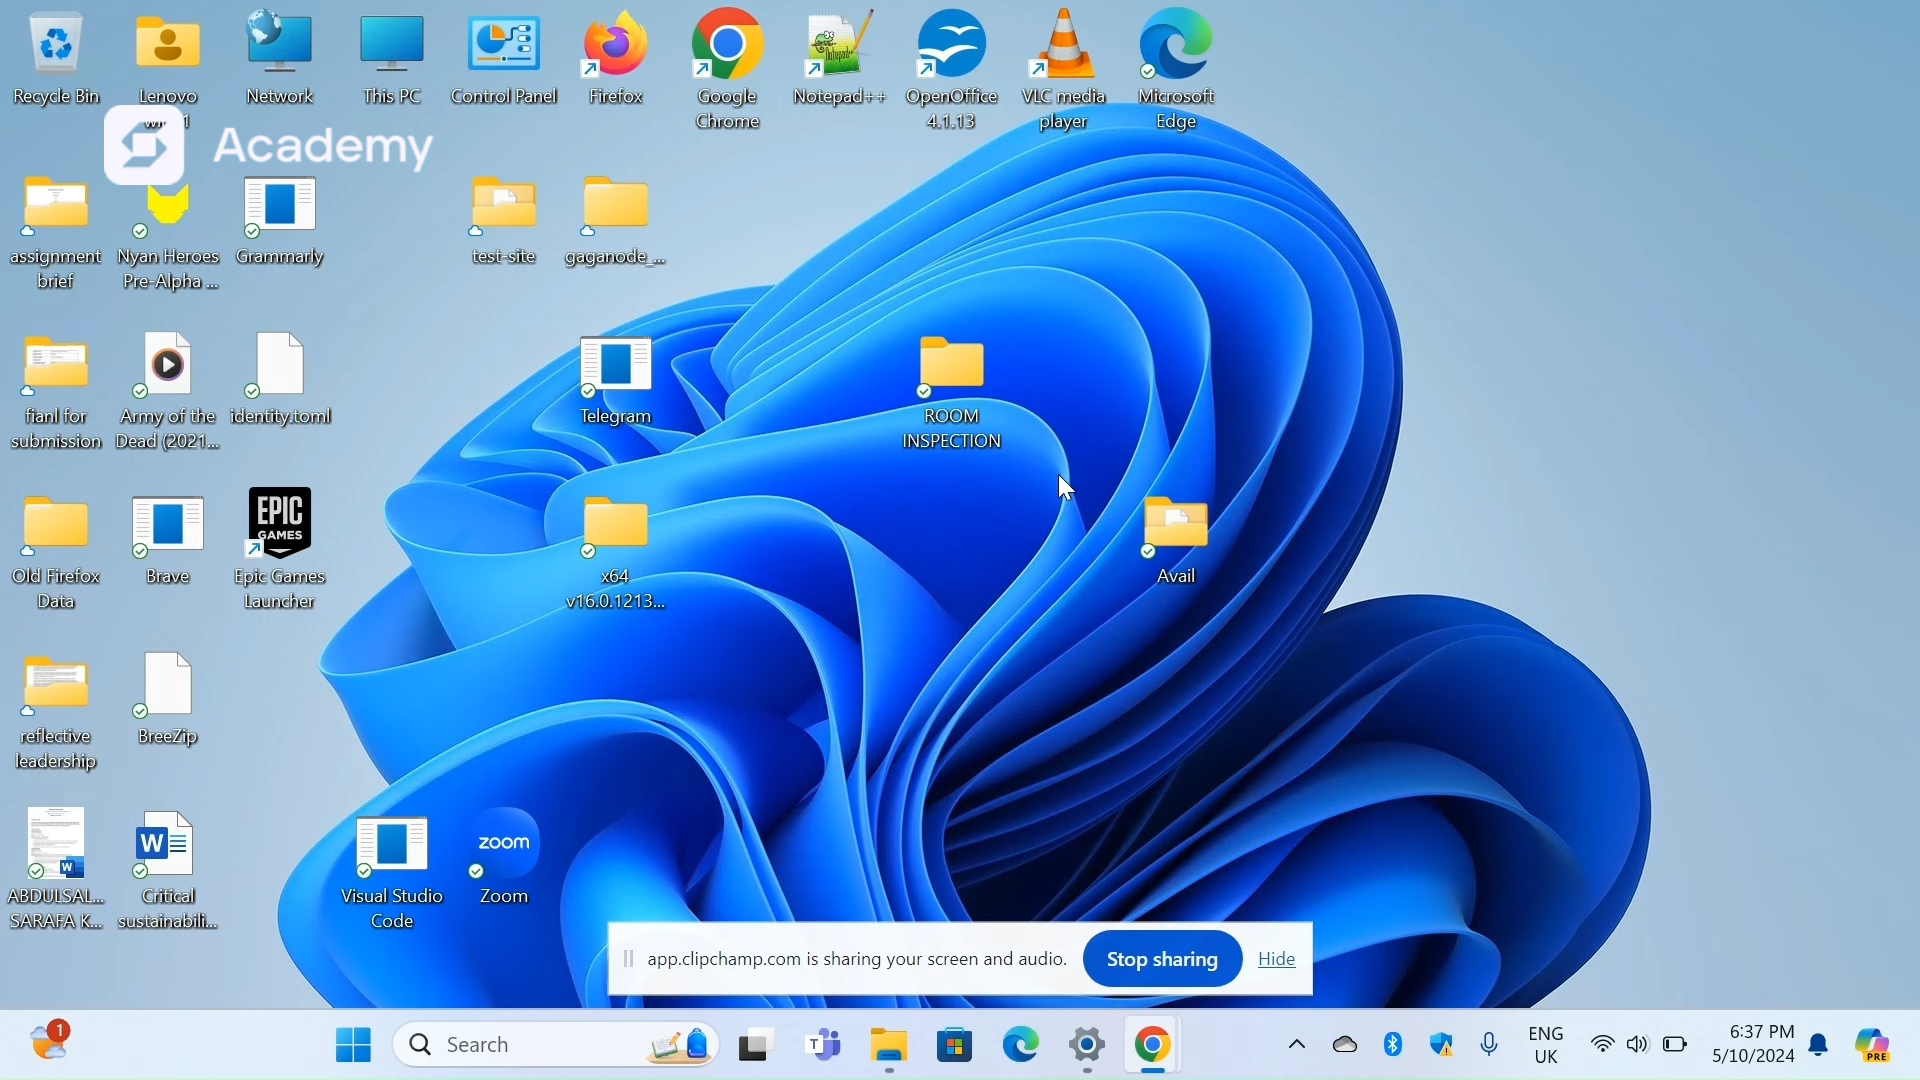 Recycle Bin
Lenovo
Network
This PC
Control Panel
Firefox
Google
Chrome
Notepad++
OpenOffice
4.1.13
VLC media
player
Microsoft
Edge
Academy
assignment
brief
Nyan Heroes
Pre-Alpha ...
Grammarly
test-site
gaganode_...
fianl for
submission
Army of the
Dead (2021...
identity.toml
Telegram
ROOM
INSPECTION
Old Firefox
Data
Brave
EPIC
GAMES
Epic Games
Launcher
x64
v16.0.1213...
Avail
reflective
leadership
BreeZip
ABDULSAL...
SARAFA K...
W
Critical
sustainabili...
Visual Studio
Code
zoom
Zoom
app.clipchamp.com is sharing your screen and audio.
Stop sharing
Hide
1
Search
T
ENG
UK
6:37 PM
5/10/2024
PRE